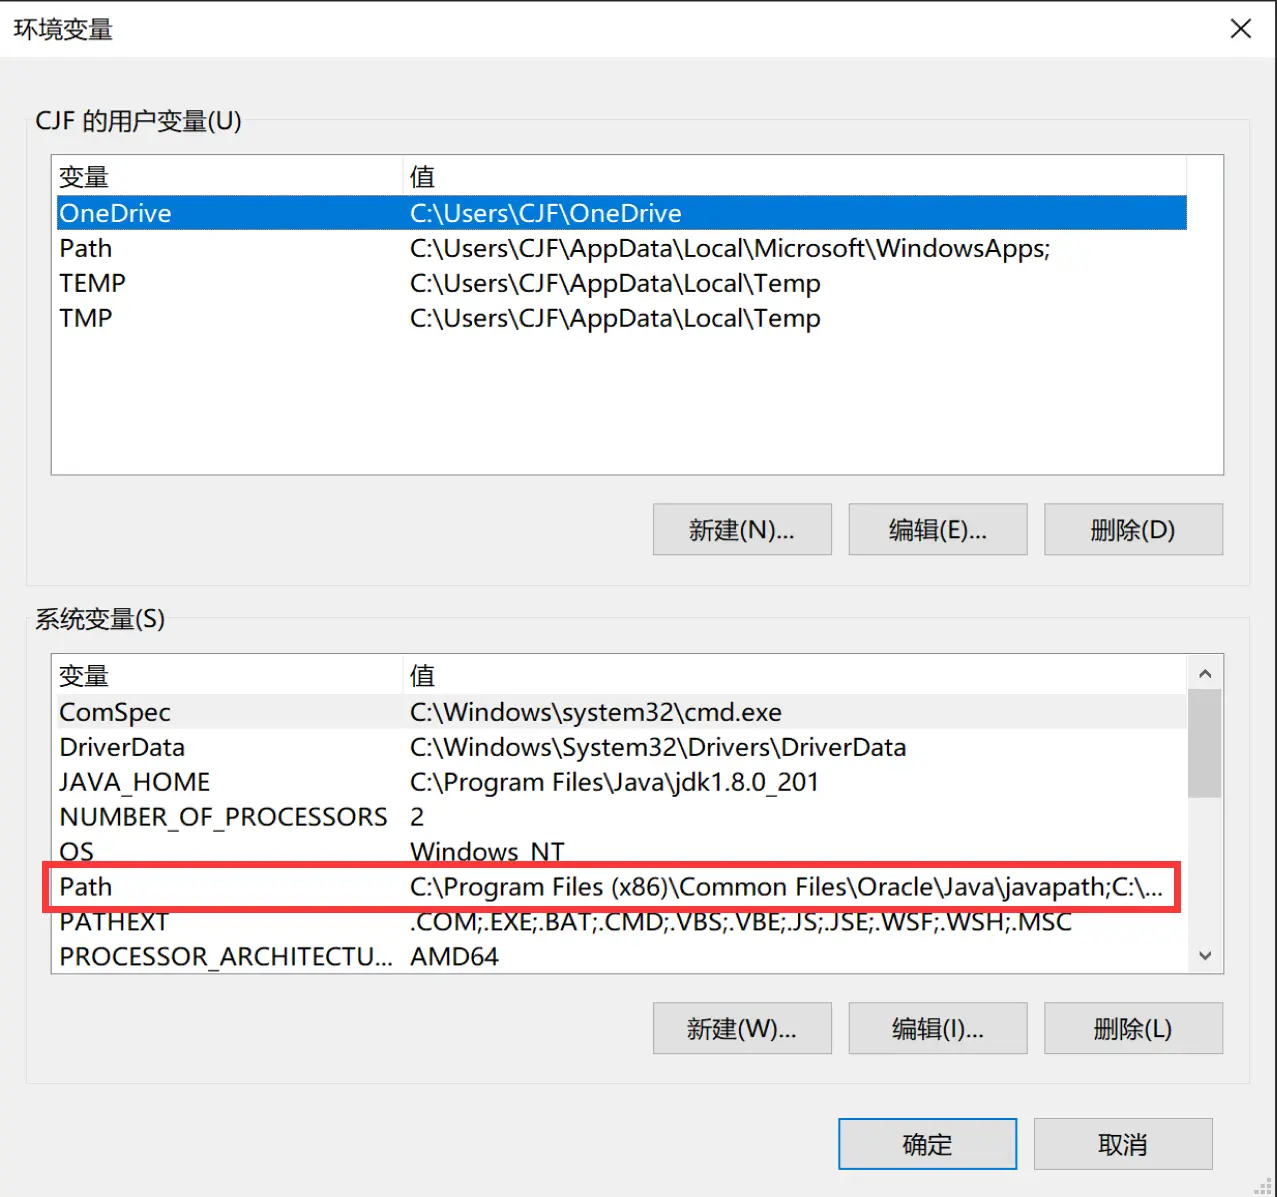 环境变量
CJF 的用户变量(U)
变量 值
OneDrive C:\Users\CJF\OneDrive
Path C:\Users\CJF\AppData\Local\Microsoft\WindowsApps;
TEMP C:\Users\CJF\AppData\Local\Temp
TMP C:\Users\CJF\AppData\Local\Temp
新建(N)... 编辑(E)... 删除(D)
系统变量(S)
变量 值
ComSpec C:\Windows\system32\cmd.exe
DriverData C:\Windows\System32\Drivers\DriverData
JAVA_HOME C:\Program Files\Java\jdk1.8.0_201
NUMBER_OF_PROCESSORS 2
OS Windows_NT
Path C:\Program Files (x86)\Common Files\Oracle\Java\javapath;C:\...
PATHEXT .COM;.EXE;.BAT;.CMD;.VBS;.VBE;.JS;.JSE;.WSF;.WSH;.MSC
PROCESSOR_ARCHITECTU... AMD64
新建(W)... 编辑(I)... 删除(L)
确定 取消